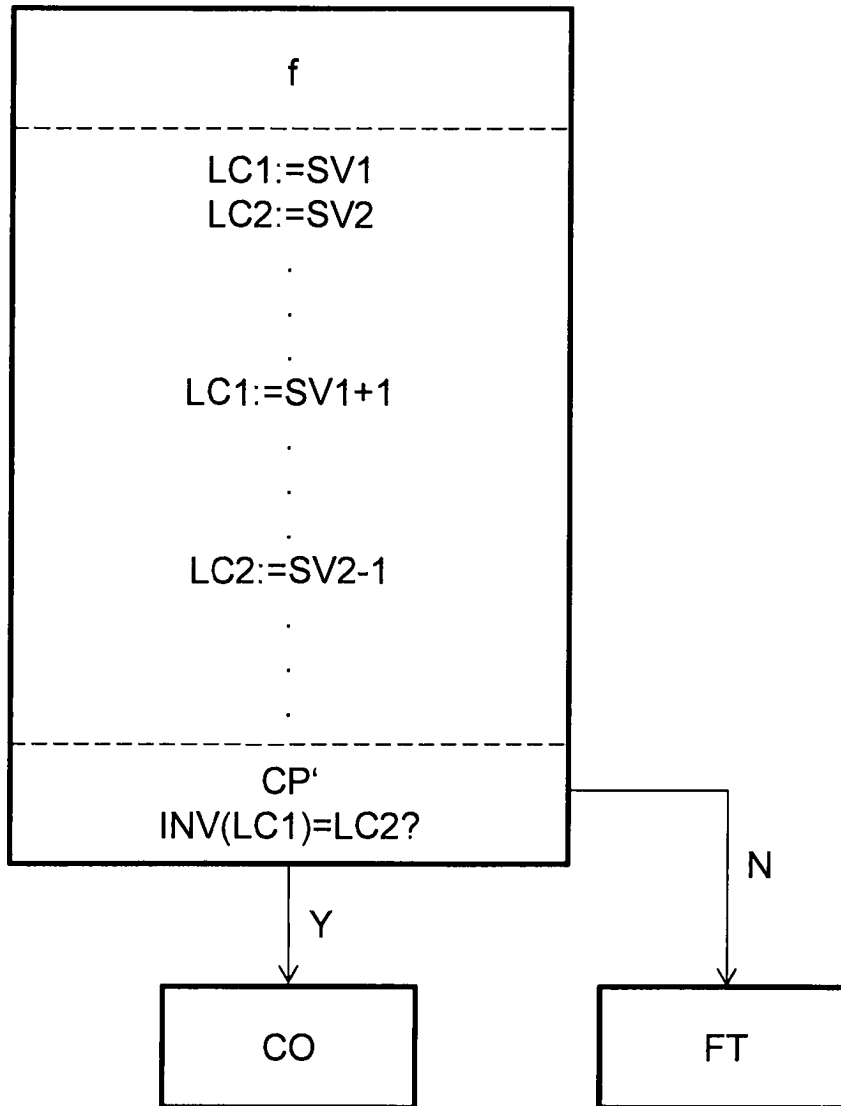 f
LC1:=SV1
LC2:=SV2
.
.
.
LC1:=SV1+1
.
.
.
LC2:=SV2-1
.
.
.
CP‘
INV(LC1)=LC2?
N
Y
CO
FT